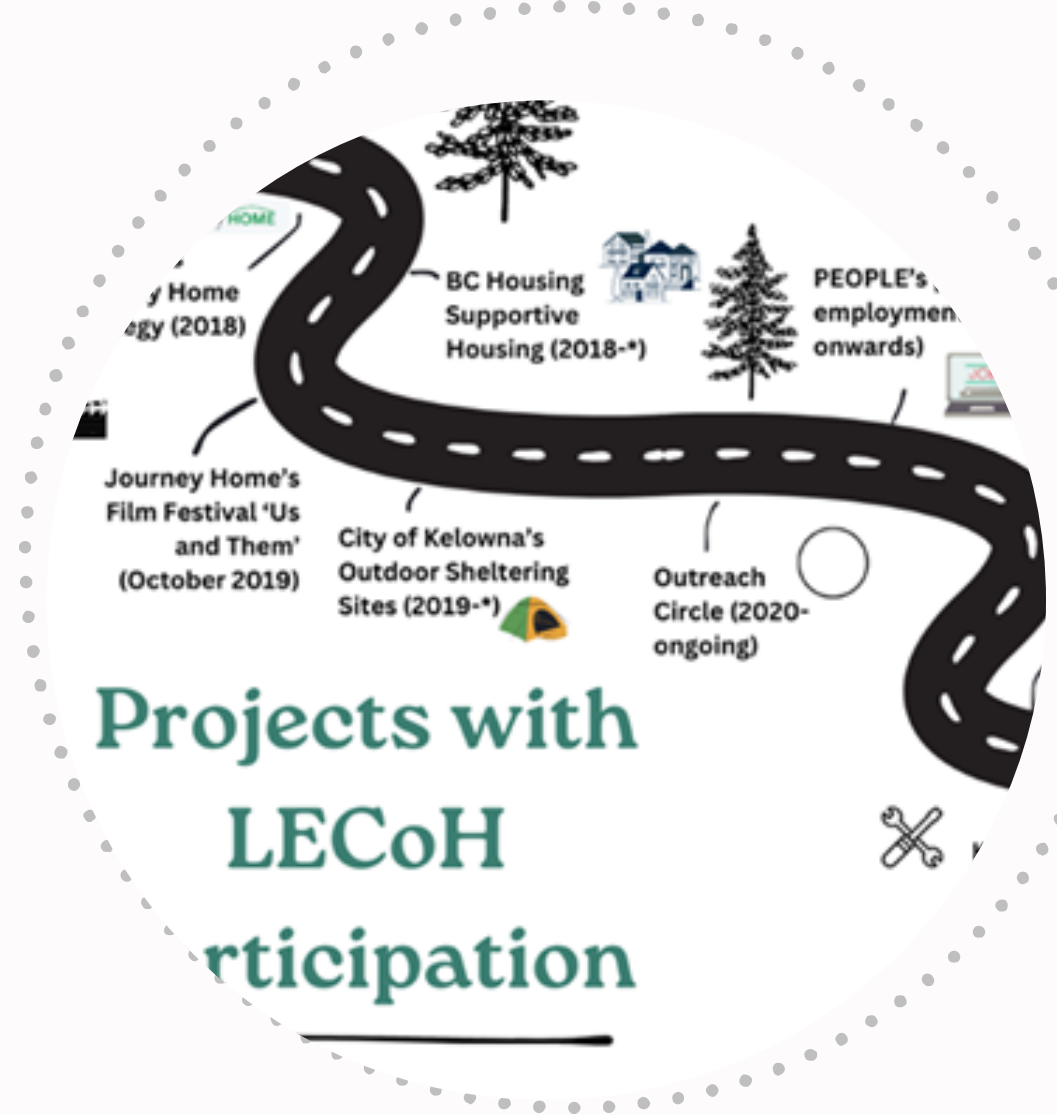 HOME
y Home
egy (2018)
BC Housing
Supportive
Housing (2018-*)
PEOPLE's
employmen
onwards)
Journey Home's
Film Festival ‘Us
and Them’
(October 2019)
City of Kelowna's
Outdoor Sheltering
Sites (2019-*)
Outreach
Circle (2020-
ongoing)
Projects with
LECoH
rticipation